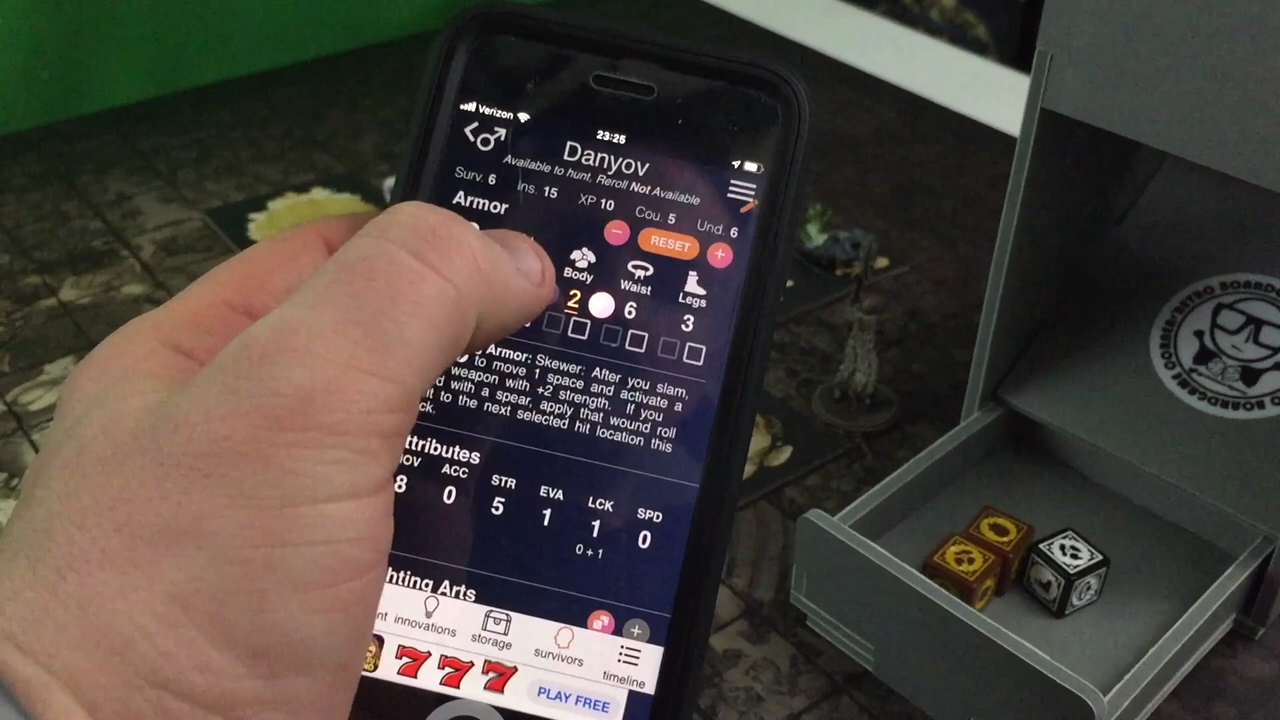 Verizon
23:25
Danyov
Available to hunt, Reroll Not Available
Surv. 6 Ins. 15 XP 10 Cou. 5 Und. 6
Armor
RESET
Body Waist Legs
2 6 3
Armor: Skewer: After you slam,
to move 1 space and activate a
weapon with +2 strength. If you
with a spear, apply that wound roll
to the next selected hit location this
ttributes
ACC STR EVA LCK SPD
8 0 5 1 1 0
0 + 1
hting Arts
innovations storage survivors timeline
777
PLAY FREE
RETRO BOARDGAME